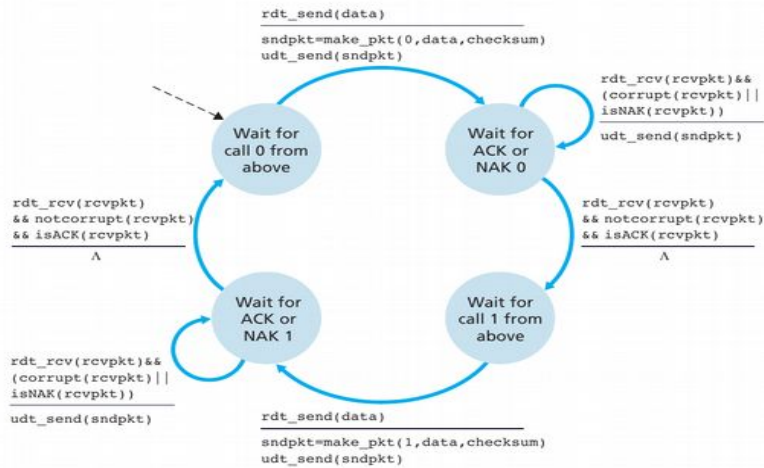 rdt_send(data)
sndpkt=make_pkt(0,data,checksum)
udt_send(sndpkt)
Wait for
call 0 from
above
Wait for
ACK or
NAK 0
rdt_rcv(rcvpkt)&&
(corrupt(rcvpkt)||
isNAK(rcvpkt))
udt_send(sndpkt)
rdt_rcv(rcvpkt)
&& notcorrupt(rcvpkt)
&& isACK(rcvpkt)
Λ
rdt_rcv(rcvpkt)
&& notcorrupt(rcvpkt)
&& isACK(rcvpkt)
Λ
Wait for
ACK or
NAK 1
Wait for
call 1 from
above
rdt_rcv(rcvpkt)&&
(corrupt(rcvpkt)||
isNAK(rcvpkt))
udt_send(sndpkt)
rdt_send(data)
sndpkt=make_pkt(1,data,checksum)
udt_send(sndpkt)